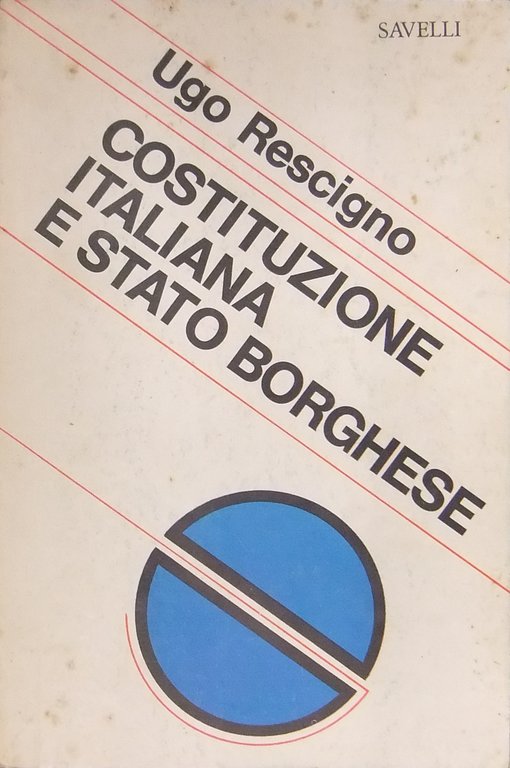 SAVELLI
Ugo Rescigno
COSTITUZIONE
ITALIANA
E STATO BORGHESE